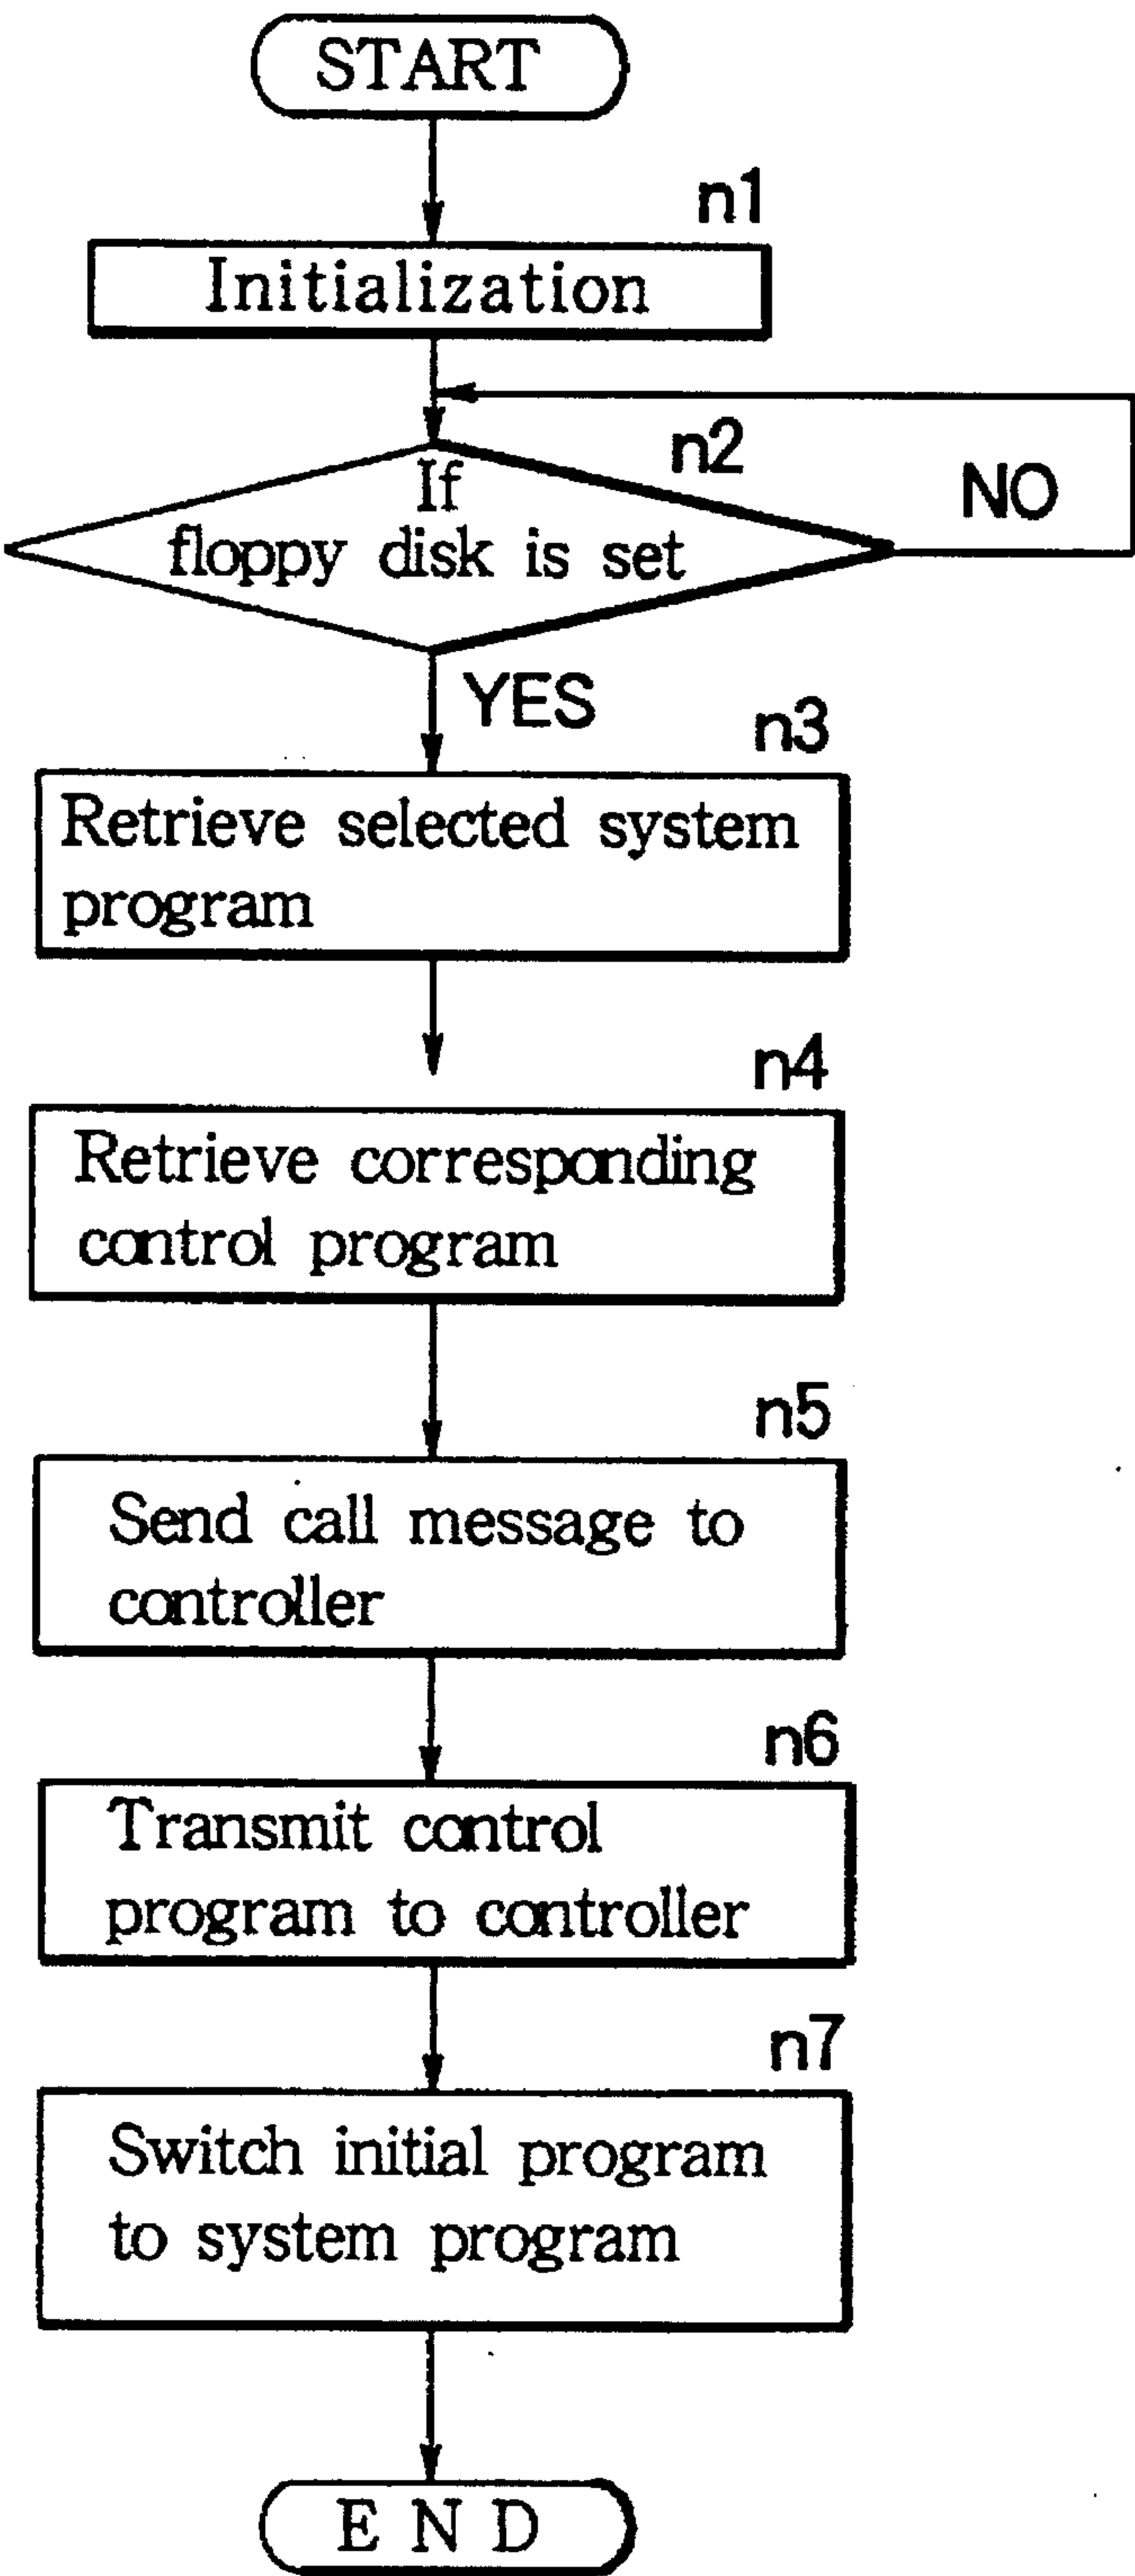 START
n1
Initialization
n2
If
floppy disk is set
NO
YES
n3
Retrieve selected system
program
n4
Retrieve corresponding
control program
n5
Send call message to
controller
n6
Transmit control
program to controller
n7
Switch initial program
to system program
E N D